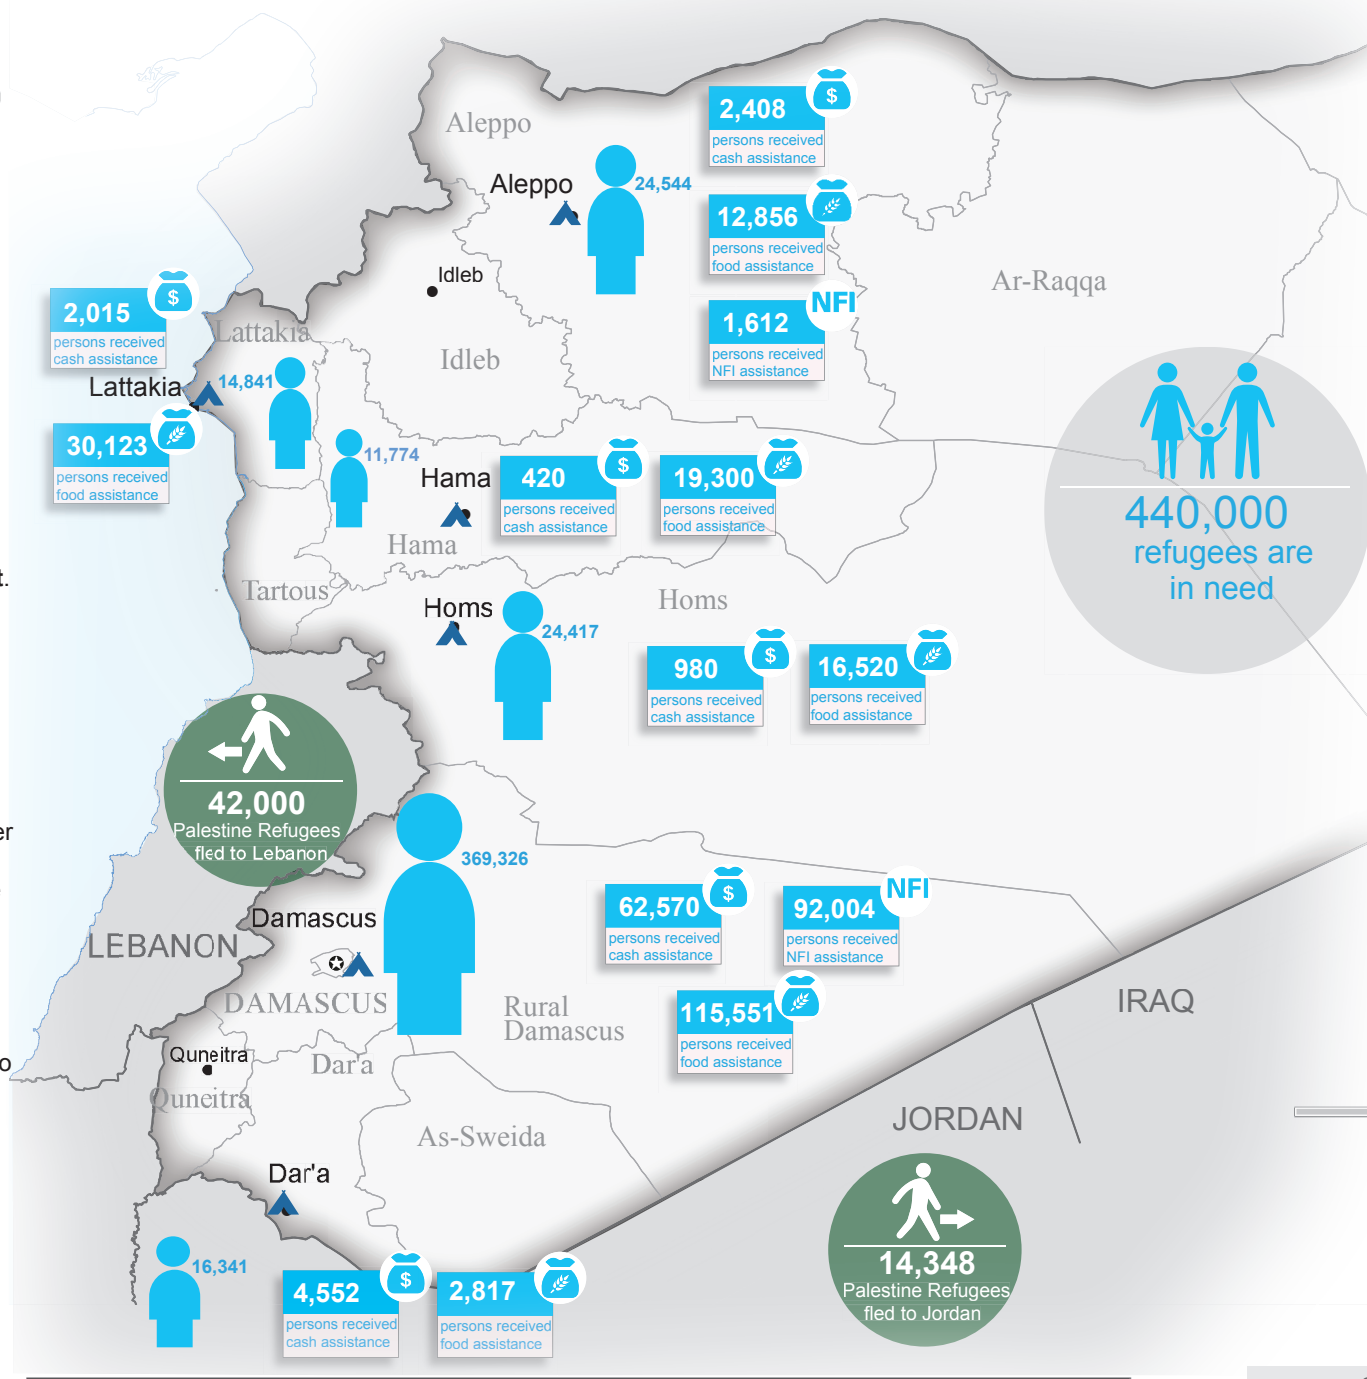 Aleppo
Aleppo
24,544
2,408
persons received
cash assistance
12,856
persons received
food assistance
NFI
1,612
persons received
NFI assistance
Ar-Raqqa
Idleb
Idleb
2,015
persons received
cash assistance
Lattakia
Lattakia
14,841
30,123
persons received
food assistance
11,774
Hama
Hama
420
persons received
cash assistance
19,300
persons received
food assistance
440,000
refugees are
in need
t.
Tartous
Homs
24,417
Homs
980
persons received
cash assistance
16,520
persons received
food assistance
42,000
Palestine Refugees
fled to Lebanon
er
369,326
Damascus
LEBANON
DAMASCUS
62,570
persons received
cash assistance
NFI
92,004
persons received
NFI assistance
115,551
persons received
food assistance
Rural
Damascus
IRAQ
o
Quneitra
Quneitra
Dar'a
As-Sweida
JORDAN
Dar'a
16,341
4,552
persons received
cash assistance
2,817
persons received
food assistance
14,348
Palestine Refugees
fled to Jordan